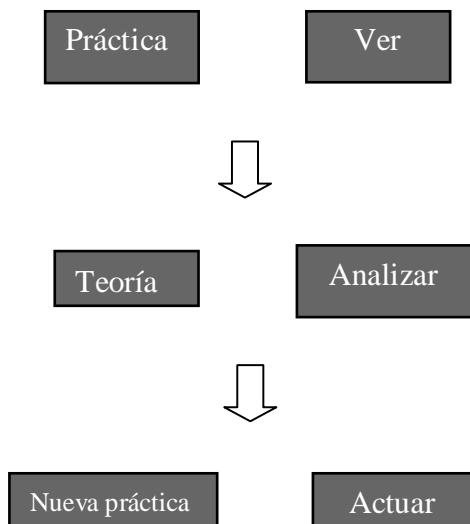 Práctica
Ver
Teoría
Analizar
Nueva práctica
Actuar